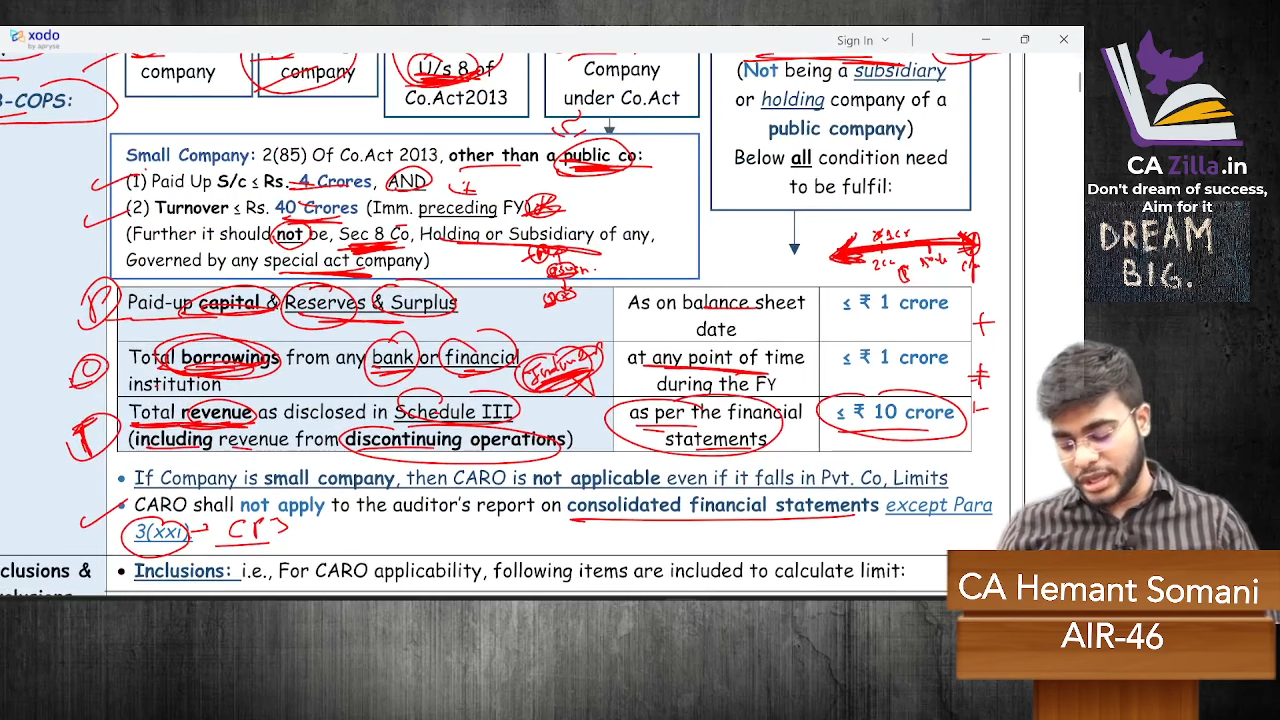 xodo
by apryse
Sign In
3-COPS:
company
company
U/s 8 of
Co.Act2013
Company
under Co.Act
(Not being a subsidiary
or holding company of a
public company)
Below all condition need
to be fulfil:
Small Company: 2(85) Of Co.Act 2013, other than a public co:
(1) Paid Up S/c ≤ Rs. 4 Crores, AND
(2) Turnover ≤ Rs. 40 Crores (Imm. preceding FY)
(Further it should not be, Sec 8 Co, Holding or Subsidiary of any,
Governed by any special act company)
Paid-up capital & Reserves & Surplus
As on balance sheet
date
≤ ₹ 1 crore
Total borrowings from any bank or financial
institution
at any point of time
during the FY
≤ ₹ 1 crore
Total revenue as disclosed in Schedule III
(including revenue from discontinuing operations)
as per the financial
statements
≤ ₹ 10 crore
• If Company is small company, then CARO is not applicable even if it falls in Pvt. Co, Limits
• CARO shall not apply to the auditor's report on consolidated financial statements except Para
3(xxi)
nclusions &
• Inclusions: i.e., For CARO applicability, following items are included to calculate limit:
CA Zilla.in
Don't dream of success,
Aim for it
DREAM
BIG.
CA Hemant Somani
AIR-46